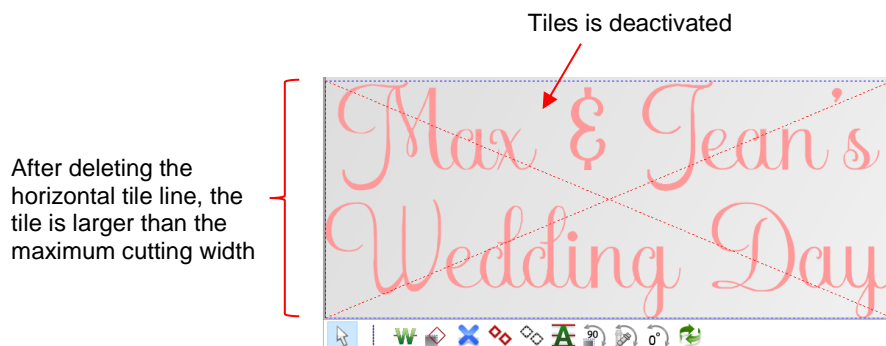 Tiles is deactivated
After deleting the
horizontal tile line, the
tile is larger than the
maximum cutting width
Max & Jean's
Wedding Day
W A 90 0°